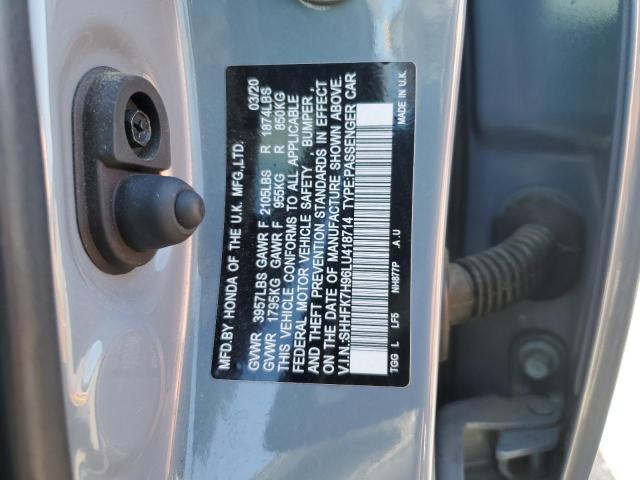 MFD.BY HONDA OF THE U.K. MFG.,LTD. 03/20
GVWR 3957LBS GAWR F 2105LBS R 1874LBS
GVWR 1795KG GAWR F 955KG R 850KG
THIS VEHICLE CONFORMS TO ALL APPLICABLE
FEDERAL MOTOR VEHICLE SAFETY , BUMPER ,
AND THEFT PREVENTION STANDARDS IN EFFECT
ON THE DATE OF MANUFACTURE SHOWN ABOVE.
V.I.N.:SHHFK7H96LU418714 TYPE:PASSENGER CAR
TGG L LF5 NH877P A.U MADE IN U.K.